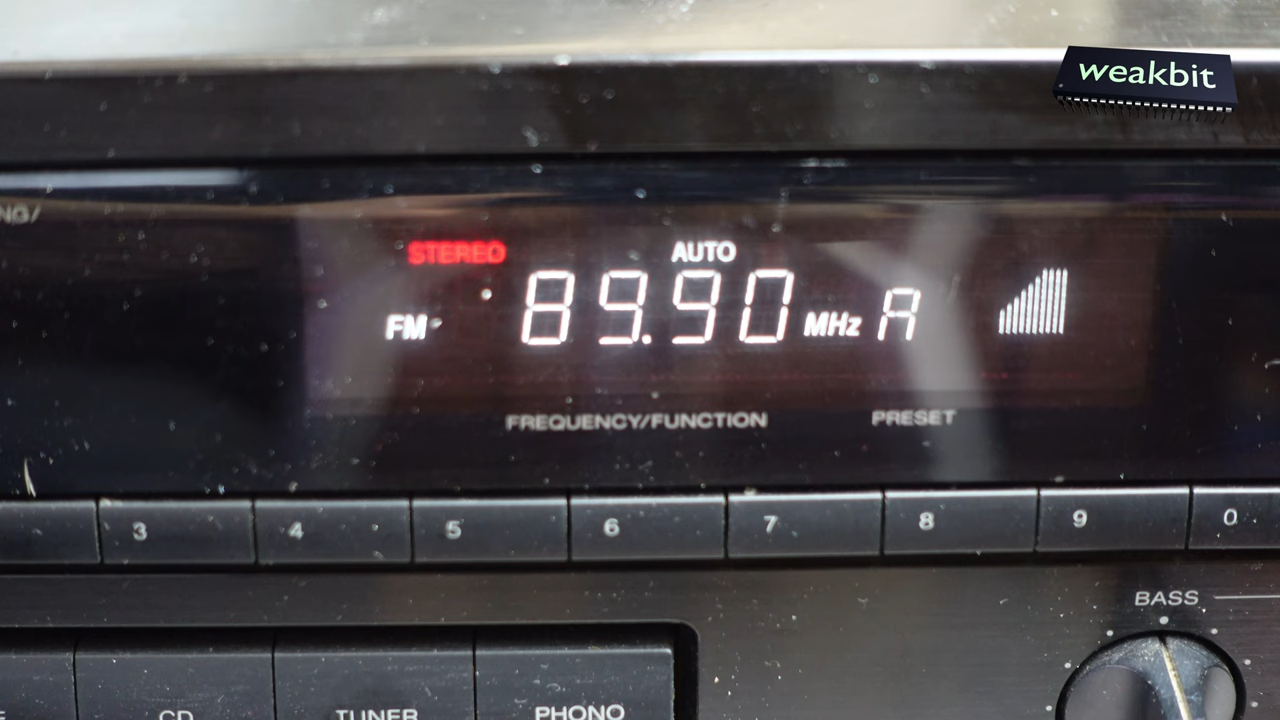 weakbit
NG/
STEREO
AUTO
FM
89.90 MHz A
FREQUENCY/FUNCTION
PRESET
3 4 5 6 7 8 9 0
BASS
CD
TUNER
PHONO